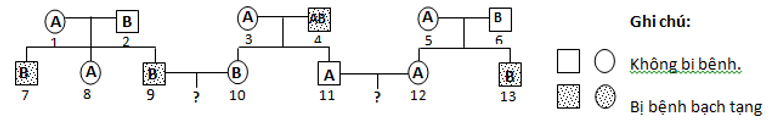 A B A AB A B Ghi chú:
1 2 3 4 5 6
B A B B A A B Không bị bệnh.
7 8 9 ? 10 11 ? 12 13 Bị bệnh bạch tạng